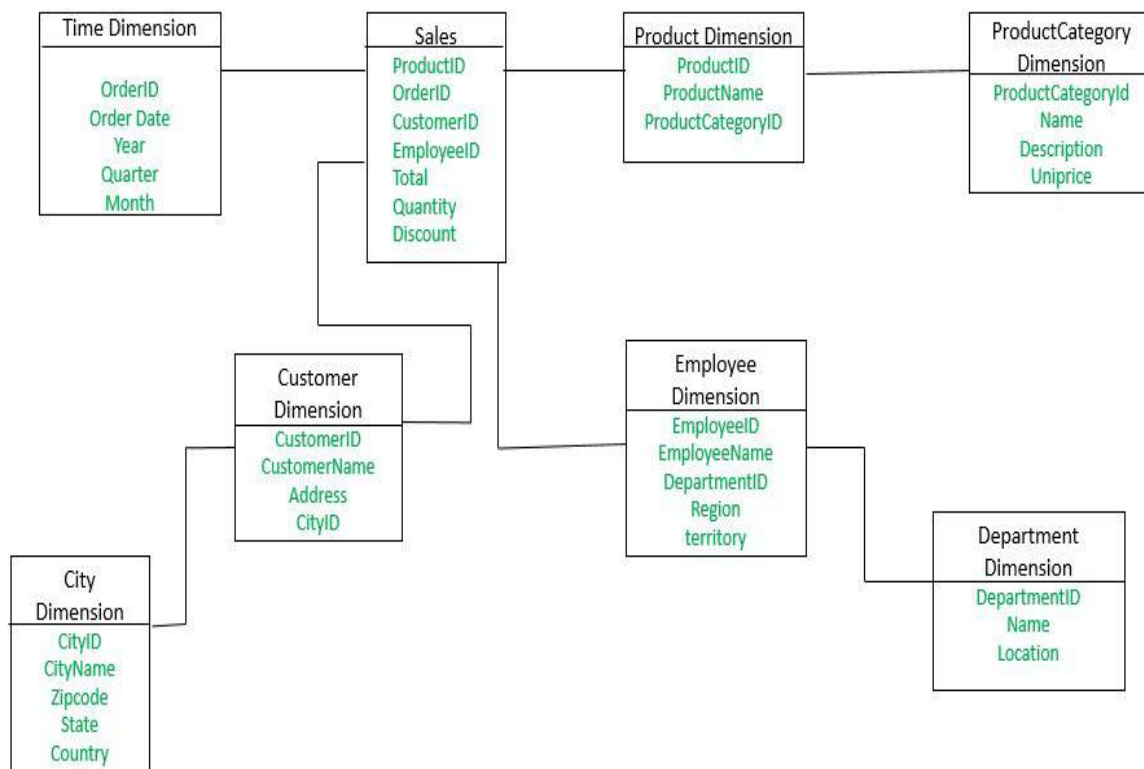 Time Dimension
OrderID
Order Date
Year
Quarter
Month
Sales
ProductID
OrderID
CustomerID
EmployeeID
Total
Quantity
Discount
Product Dimension
ProductID
ProductName
ProductCategoryID
ProductCategory
Dimension
ProductCategoryId
Name
Description
Uniprice
Customer
Dimension
CustomerID
CustomerName
Address
CityID
Employee
Dimension
EmployeeID
EmployeeName
DepartmentID
Region
territory
City
Dimension
CityID
CityName
Zipcode
State
Country
Department
Dimension
DepartmentID
Name
Location